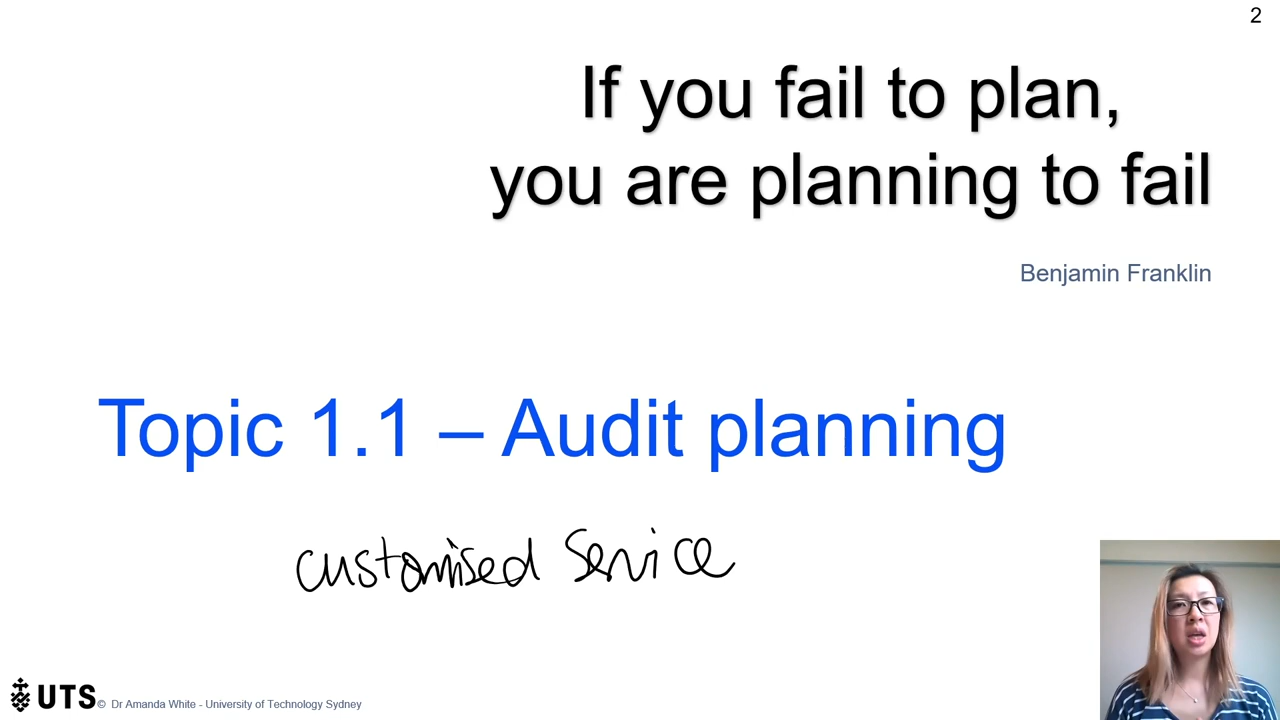 2
If you fail to plan,
you are planning to fail
Benjamin Franklin
Topic 1.1 – Audit planning
customised service
UTS © Dr Amanda White - University of Technology Sydney